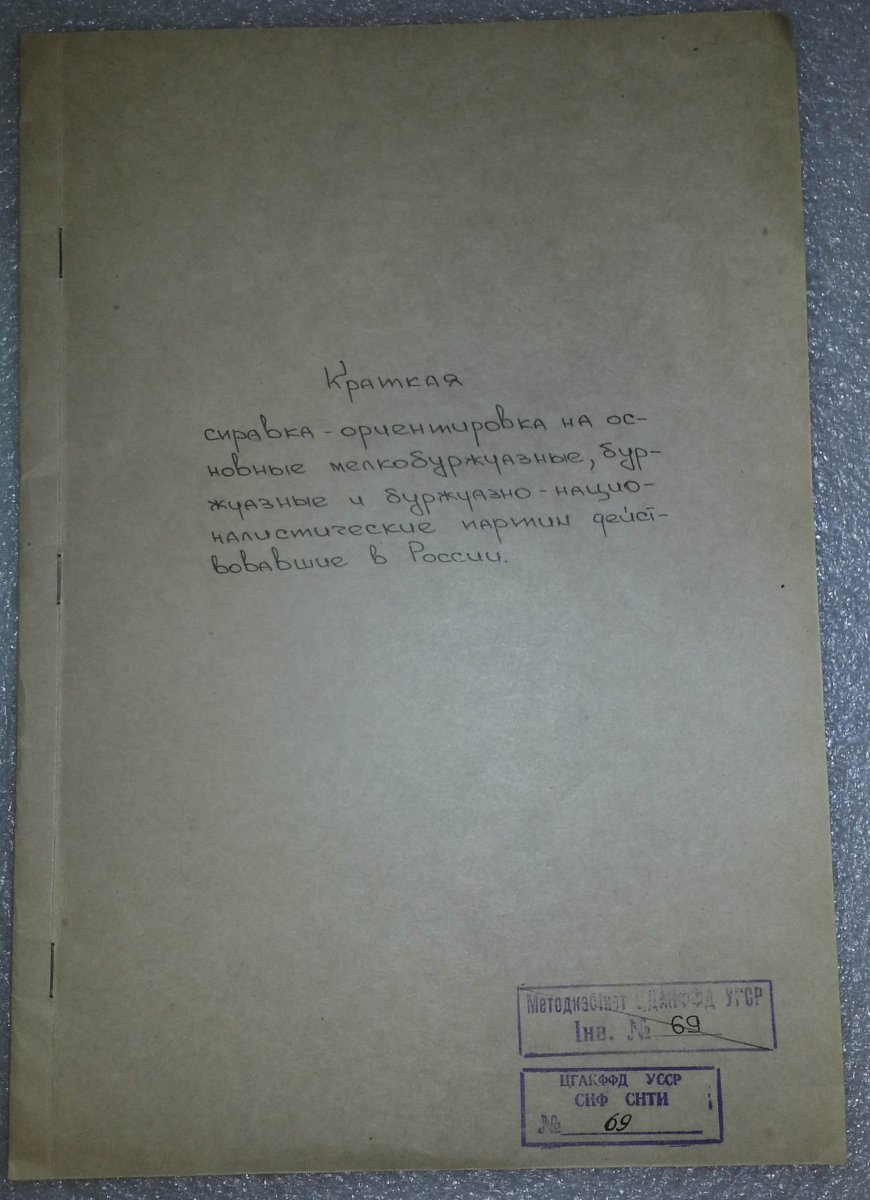 Краткая
справка - ориентировка на ос-
новные мелкобуржуазные, бур-
жуазные и буржуазно - нацио-
налистические партии дейст-
вовавшие в России.
Методкабінет ЦДАКФФД УРСР
Інв. № 69
ЦГАКФФД УССР
СИФ СНТИ
№ 69